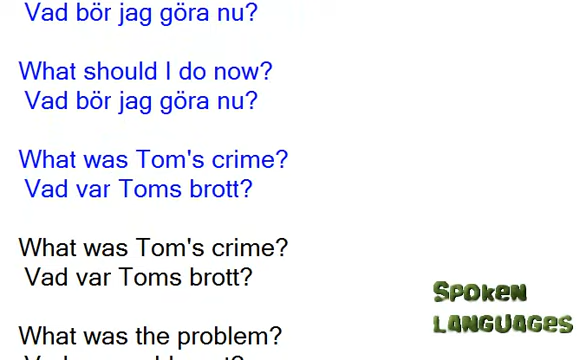 Vad bör jag göra nu?
What should I do now?
Vad bör jag göra nu?
What was Tom's crime?
Vad var Toms brott?
What was Tom's crime?
Vad var Toms brott?
What was the problem?
Spoken
Languages